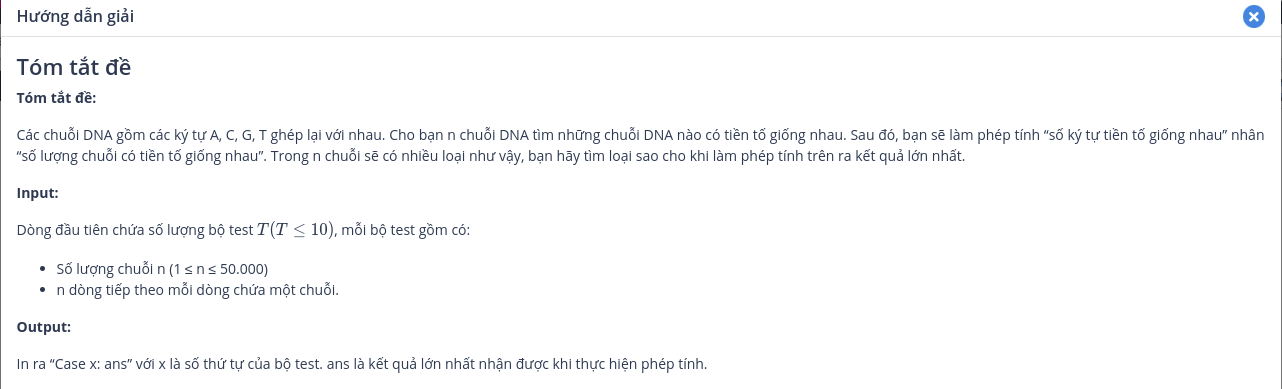 Hướng dẫn giải
Tóm tắt đề
Tóm tắt đề:
Các chuỗi DNA gồm các ký tự A, C, G, T ghép lại với nhau. Cho bạn n chuỗi DNA tìm những chuỗi DNA nào có tiền tố giống nhau. Sau đó, bạn sẽ làm phép tính “số ký tự tiền tố giống nhau” nhân
“số lượng chuỗi có tiền tố giống nhau”. Trong n chuỗi sẽ có nhiều loại như vậy, bạn hãy tìm loại sao cho khi làm phép tính trên ra kết quả lớn nhất.
Input:
Dòng đầu tiên chứa số lượng bộ test T(T ≤ 10), mỗi bộ test gồm có:
• Số lượng chuỗi n (1 ≤ n ≤ 50.000)
• n dòng tiếp theo mỗi dòng chứa một chuỗi.
Output:
In ra “Case x: ans” với x là số thứ tự của bộ test. ans là kết quả lớn nhất nhận được khi thực hiện phép tính.